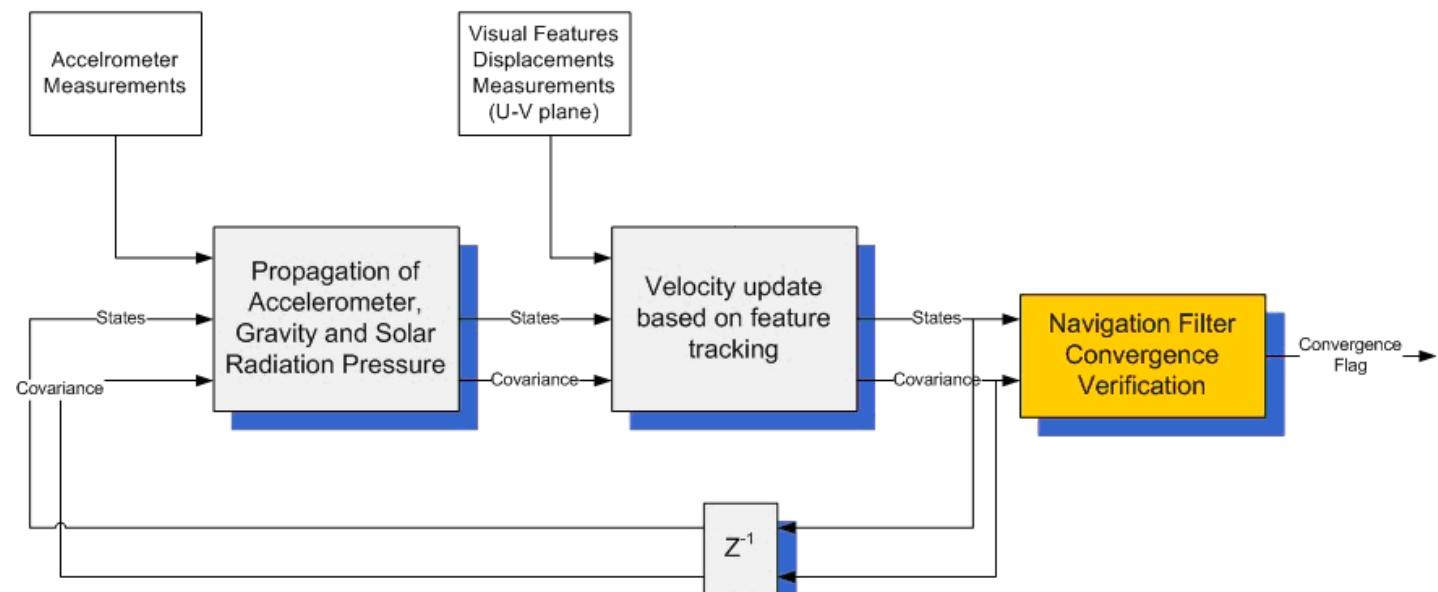 Accelrometer
Measurements
Visual Features
Displacements
Measurements
(U-V plane)
Propagation of
Accelerometer,
Gravity and Solar
Radiation Pressure
Velocity update
based on feature
tracking
Navigation Filter
Convergence
Verification
States
Covariance
States
Covariance
States
Covariance
Convergence
Flag
Z-1